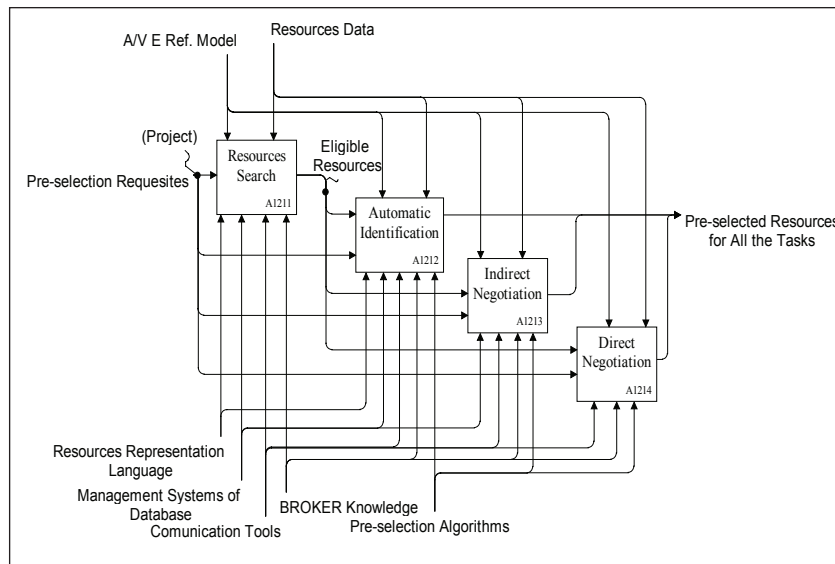 Resources Data
A/V E Ref. Model
(Project)
Pre-selection Requesites
Resources
Search
A1211
Eligible
Resources
Automatic
Identification
A1212
Indirect
Negotiation
A1213
Direct
Negotiation
A1214
Pre-selected Resources
for All the Tasks
Resources Representation
Language
Management Systems of
Database
Comunication Tools
BROKER Knowledge
Pre-selection Algorithms